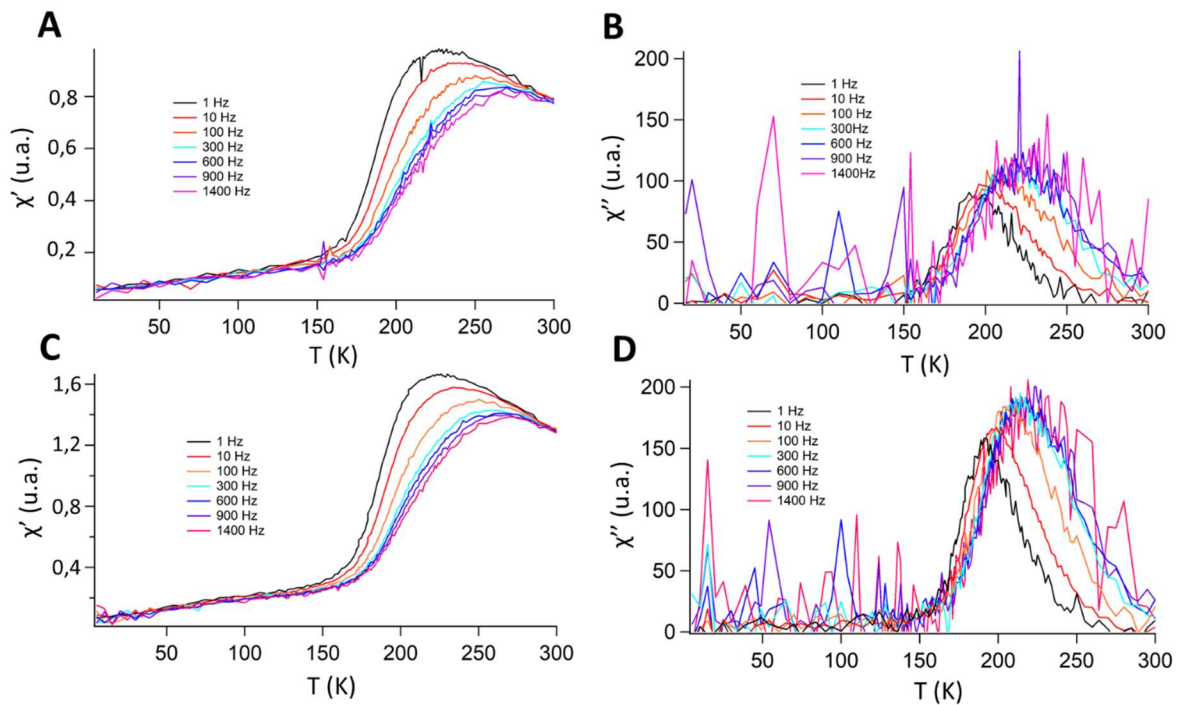 A
χ′ (u.a.)
0,8
0,6
0,4
0,2
1 Hz
10 Hz
100 Hz
300 Hz
600 Hz
900 Hz
1400 Hz
50 100 150 200 250 300
T (K)
B
χ′′ (u.a.)
200
150
100
50
0
1 Hz
10 Hz
100 Hz
300Hz
600 Hz
900 Hz
1400Hz
50 100 150 200 250 300
T (K)
C
χ′ (u.a.)
1,6
1,2
0,8
0,4
1 Hz
10 Hz
100 Hz
300 Hz
600 Hz
900 Hz
1400 Hz
50 100 150 200 250 300
T (K)
D
χ′′ (u.a.)
200
150
100
50
0
1 Hz
10 Hz
100 Hz
300 Hz
600 Hz
900 Hz
1400 Hz
50 100 150 200 250 300
T (K)